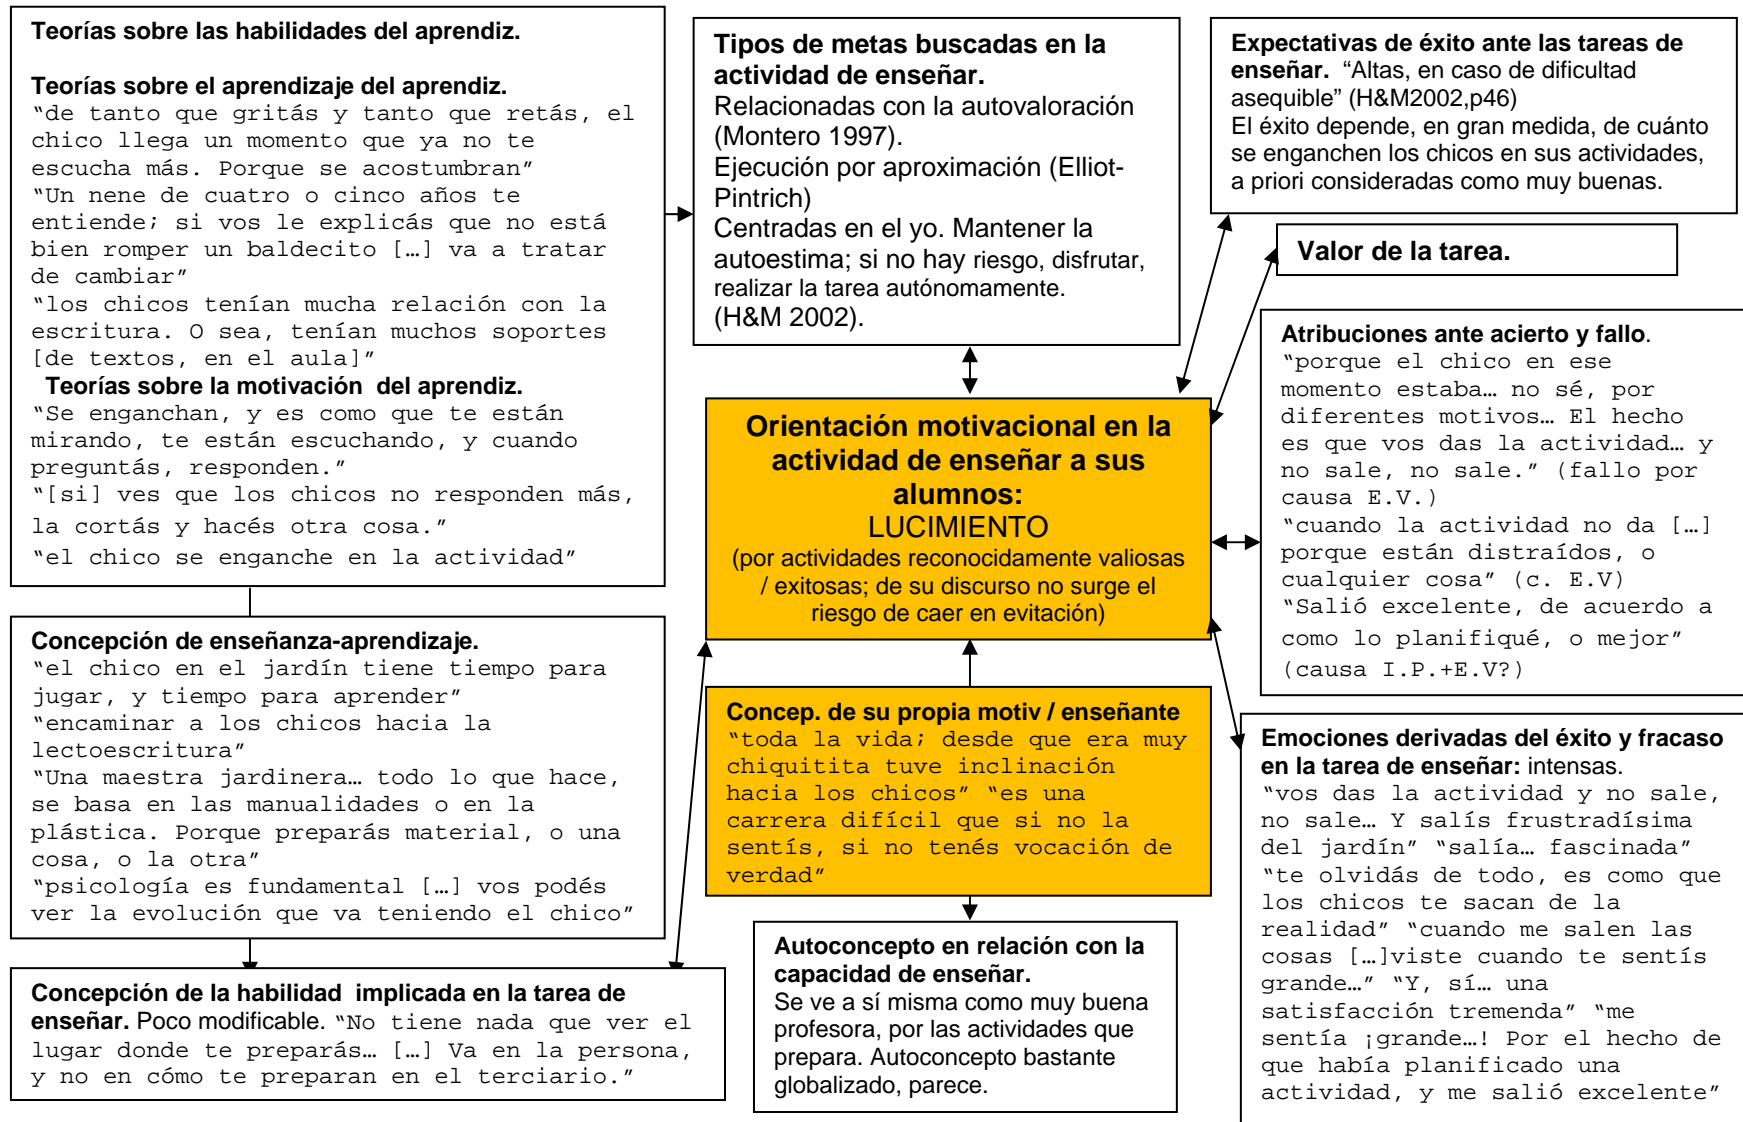 Teorías sobre las habilidades del aprendiz.
Teorías sobre el aprendizaje del aprendiz.
“de tanto que gritás y tanto que retás, el
chico llega un momento que ya no te
escucha más. Porque se acostumbran”
“Un nene de cuatro o cinco años te
entiende; si vos le explicás que no está
bien romper un baldecito […] va a tratar
de cambiar”
“los chicos tenían mucha relación con la
escritura. O sea, tenían muchos soportes
[de textos, en el aula]”
Teorías sobre la motivación del aprendiz.
“Se enganchan, y es como que te están
mirando, te están escuchando, y cuando
preguntás, responden.”
“[si] ves que los chicos no responden más,
la cortás y hacés otra cosa.”
“el chico se enganche en la actividad”
Concepción de enseñanza-aprendizaje.
“el chico en el jardín tiene tiempo para
jugar, y tiempo para aprender”
“encaminar a los chicos hacia la
lectoescritura”
“Una maestra jardinera… todo lo que hace,
se basa en las manualidades o en la
plástica. Porque preparás material, o una
cosa, o la otra”
“psicología es fundamental […] vos podés
ver la evolución que va teniendo el chico”
Concepción de la habilidad implicada en la tarea de
enseñar. Poco modificable. “No tiene nada que ver el
lugar donde te preparás… […] Va en la persona,
y no en cómo te preparan en el terciario.”
Tipos de metas buscadas en la
actividad de enseñar.
Relacionadas con la autovaloración
(Montero 1997).
Ejecución por aproximación (Elliot-
Pintrich)
Centradas en el yo. Mantener la
autoestima; si no hay riesgo, disfrutar,
realizar la tarea autónomamente.
(H&M 2002).
Orientación motivacional en la
actividad de enseñar a sus
alumnos:
LUCIMIENTO
(por actividades reconocidamente valiosas
/ exitosas; de su discurso no surge el
riesgo de caer en evitación)
Concep. de su propia motiv / enseñante
“toda la vida; desde que era muy
chiquitita tuve inclinación
hacia los chicos” “es una
carrera difícil que si no la
sentís, si no tenés vocación de
verdad”
Autoconcepto en relación con la
capacidad de enseñar.
Se ve a sí misma como muy buena
profesora, por las actividades que
prepara. Autoconcepto bastante
globalizado, parece.
Expectativas de éxito ante las tareas de
enseñar. “Altas, en caso de dificultad
asequible” (H&M2002,p46)
El éxito depende, en gran medida, de cuánto
se enganchen los chicos en sus actividades,
a priori consideradas como muy buenas.
Valor de la tarea.
Atribuciones ante acierto y fallo.
“porque el chico en ese
momento estaba… no sé, por
diferentes motivos… El hecho
es que vos das la actividad… y
no sale, no sale.” (fallo por
causa E.V.)
“cuando la actividad no da […]
porque están distraídos, o
cualquier cosa” (c. E.V)
“Salió excelente, de acuerdo a
como lo planifiqué, o mejor”
(causa I.P.+E.V?)
Emociones derivadas del éxito y fracaso
en la tarea de enseñar: intensas.
“vos das la actividad y no sale,
no sale… Y salís frustradísima
del jardín” “salía… fascinada”
“te olvidás de todo, es como que
los chicos te sacan de la
realidad” “cuando me salen las
cosas […]viste cuando te sentís
grande…” “Y, sí… una
satisfacción tremenda” “me
sentía ¡grande…! Por el hecho de
que había planificado una
actividad, y me salió excelente”